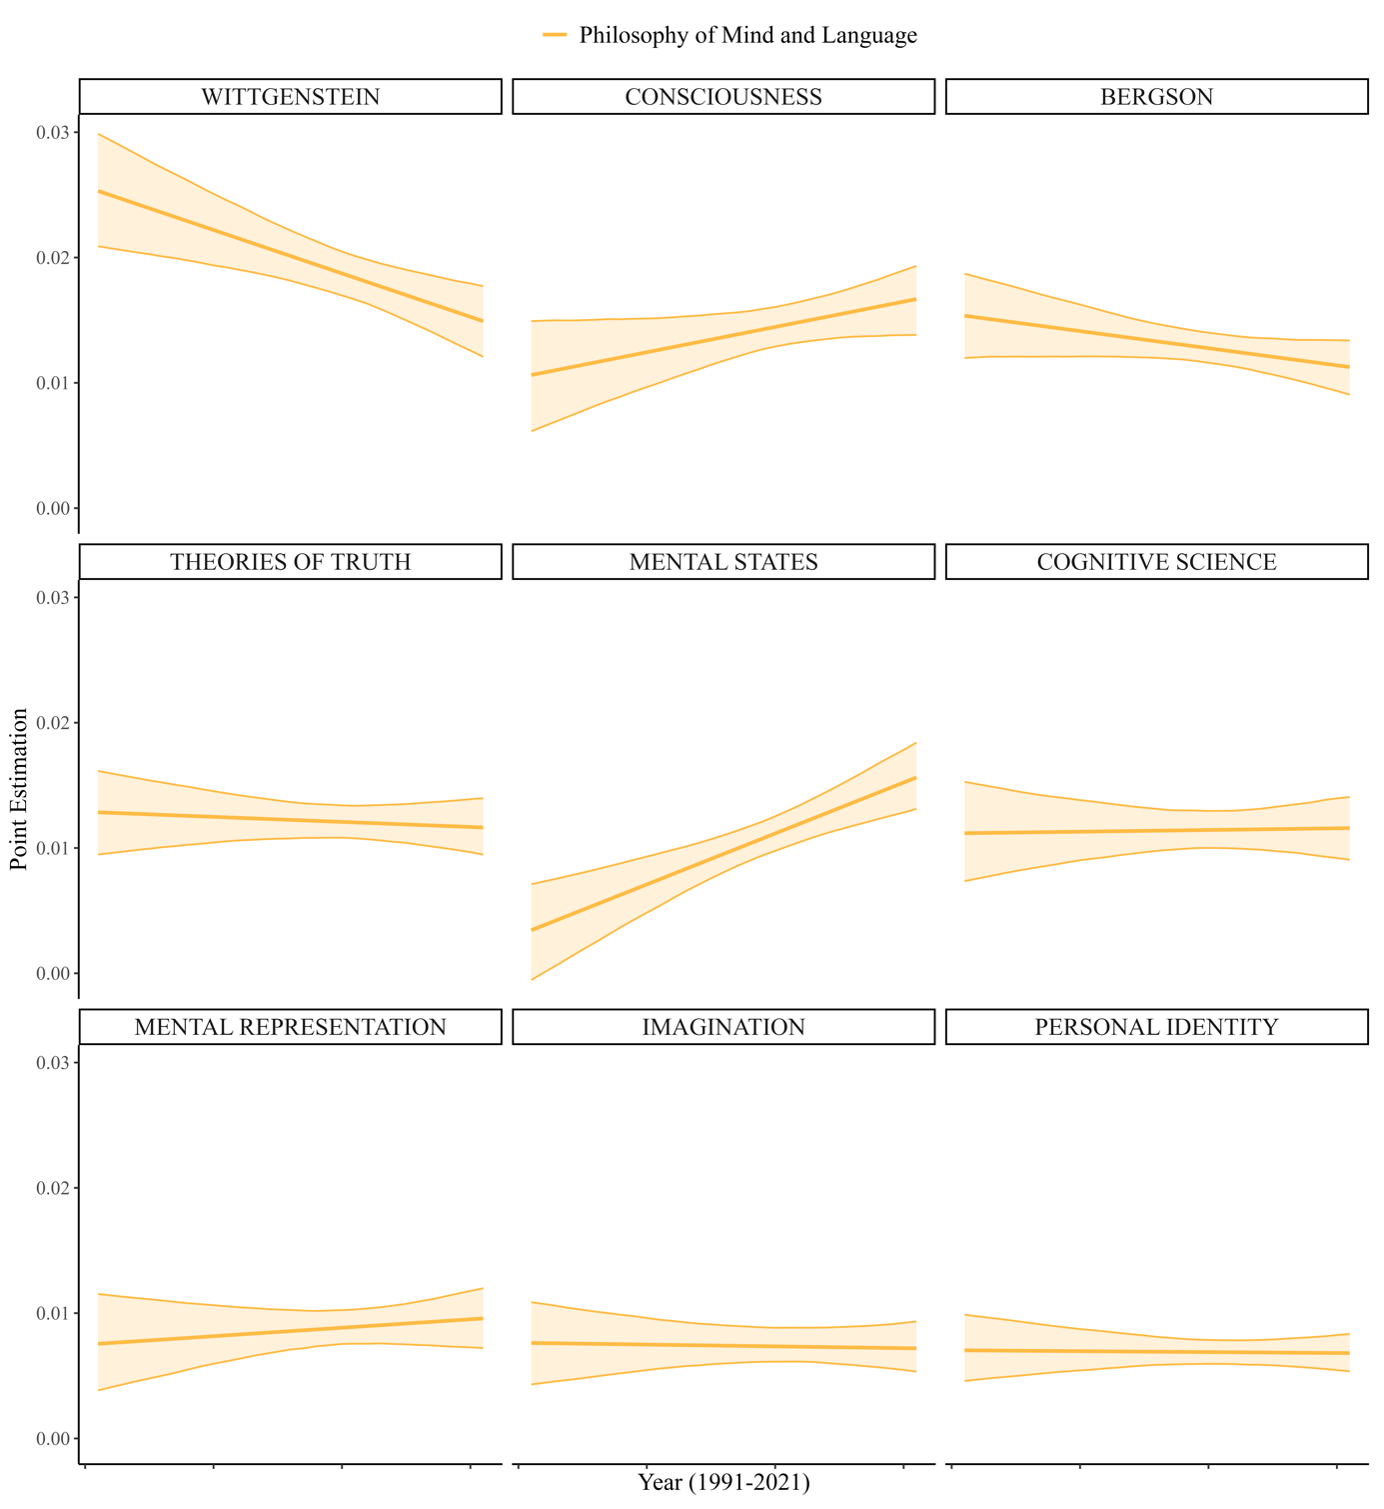 Philosophy of Mind and Language
WITTGENSTEIN
CONSCIOUSNESS
BERGSON
0.03
0.02
0.01
0.00
THEORIES OF TRUTH
MENTAL STATES
COGNITIVE SCIENCE
0.03
0.02
0.01
0.00
Point Estimation
MENTAL REPRESENTATION
IMAGINATION
PERSONAL IDENTITY
0.03
0.02
0.01
0.00
Year (1991-2021)